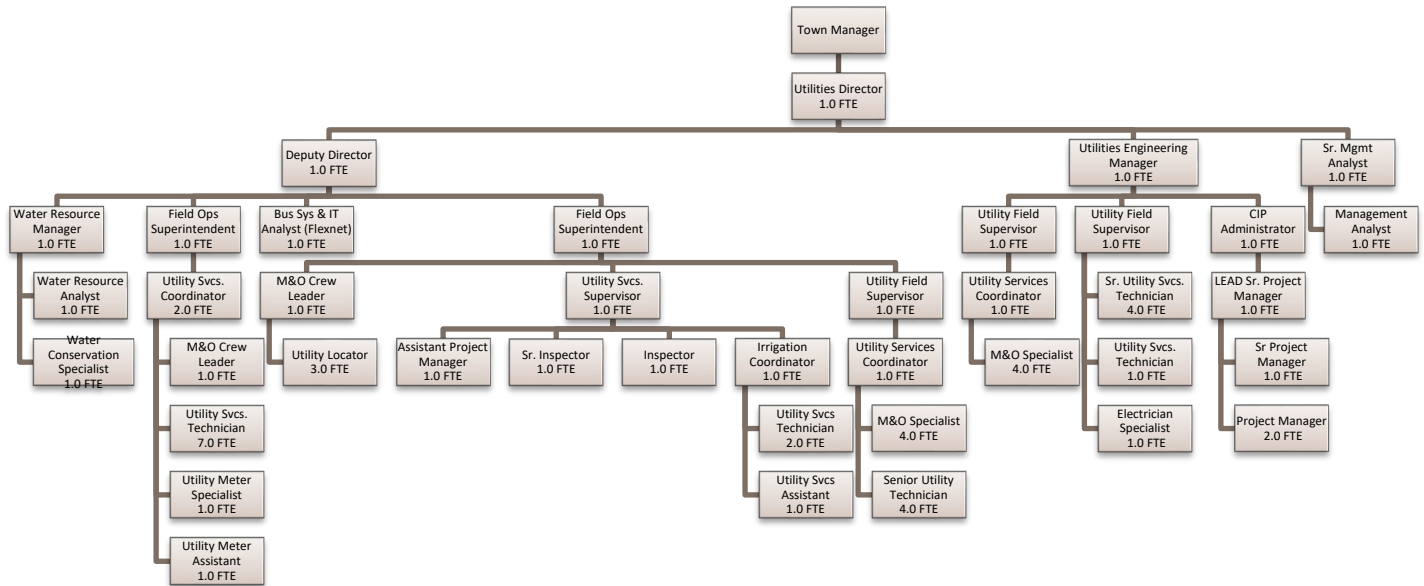 Town Manager
Utilities Director
1.0 FTE
Deputy Director
1.0 FTE
Utilities Engineering
Manager
1.0 FTE
Sr. Mgmt
Analyst
1.0 FTE
Water Resource
Manager
1.0 FTE
Field Ops
Superintendent
1.0 FTE
Bus Sys & IT
Analyst (Flexnet)
1.0 FTE
Field Ops
Superintendent
1.0 FTE
Utility Field
Supervisor
1.0 FTE
Utility Field
Supervisor
1.0 FTE
CIP
Administrator
1.0 FTE
Management
Analyst
1.0 FTE
Water Resource
Analyst
1.0 FTE
Utility Svcs.
Coordinator
2.0 FTE
M&O Crew
Leader
1.0 FTE
Utility Svcs.
Supervisor
1.0 FTE
Utility Field
Supervisor
1.0 FTE
Utility Services
Coordinator
1.0 FTE
Sr. Utility Svcs.
Technician
4.0 FTE
LEAD Sr. Project
Manager
1.0 FTE
Water
Conservation
Specialist
1.0 FTE
M&O Crew
Leader
1.0 FTE
Utility Locator
3.0 FTE
Assistant Project
Manager
1.0 FTE
Sr. Inspector
1.0 FTE
Inspector
1.0 FTE
Irrigation
Coordinator
1.0 FTE
Utility Services
Coordinator
1.0 FTE
M&O Specialist
4.0 FTE
Utility Svcs.
Technician
1.0 FTE
Sr Project
Manager
1.0 FTE
Utility Svcs.
Technician
7.0 FTE
Utility Svcs
Technician
2.0 FTE
M&O Specialist
4.0 FTE
Electrician
Specialist
1.0 FTE
Project Manager
2.0 FTE
Utility Meter
Specialist
1.0 FTE
Utility Svcs
Assistant
1.0 FTE
Senior Utility
Technician
4.0 FTE
Utility Meter
Assistant
1.0 FTE